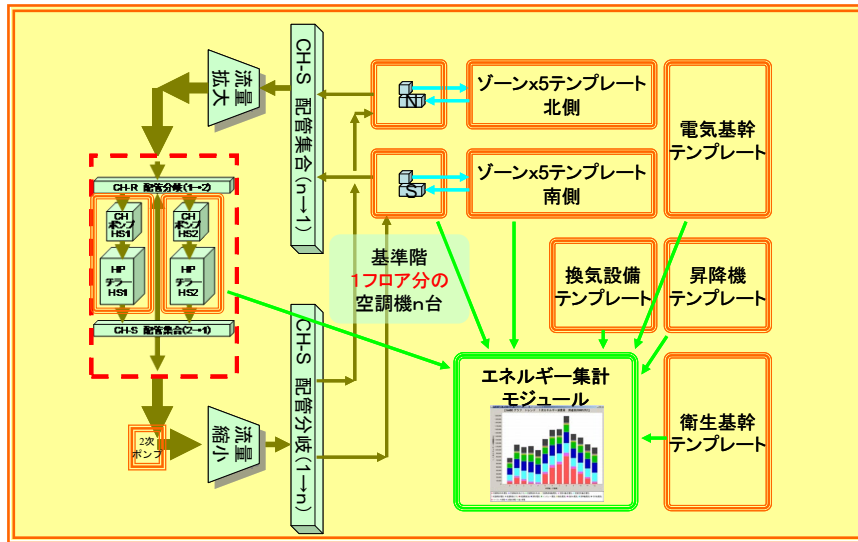 流量
拡大
CH-S 配管集合(n→1)
N
ゾーンx5テンプレート
北側
電気基幹
テンプレート
S
ゾーンx5テンプレート
南側
CH-R 配管分岐(1→2)
CH
ポンプ
HS1
CH
ポンプ
HS2
HP
チラー
HS1
HP
チラー
HS2
CH-S 配管集合(2→1)
基準階
1フロア分の
空調機n台
換気設備
テンプレート
昇降機
テンプレート
エネルギー集計
モジュール
衛生基幹
テンプレート
2次
ポンプ
流量
縮小
CH-S 配管分岐(1→n)